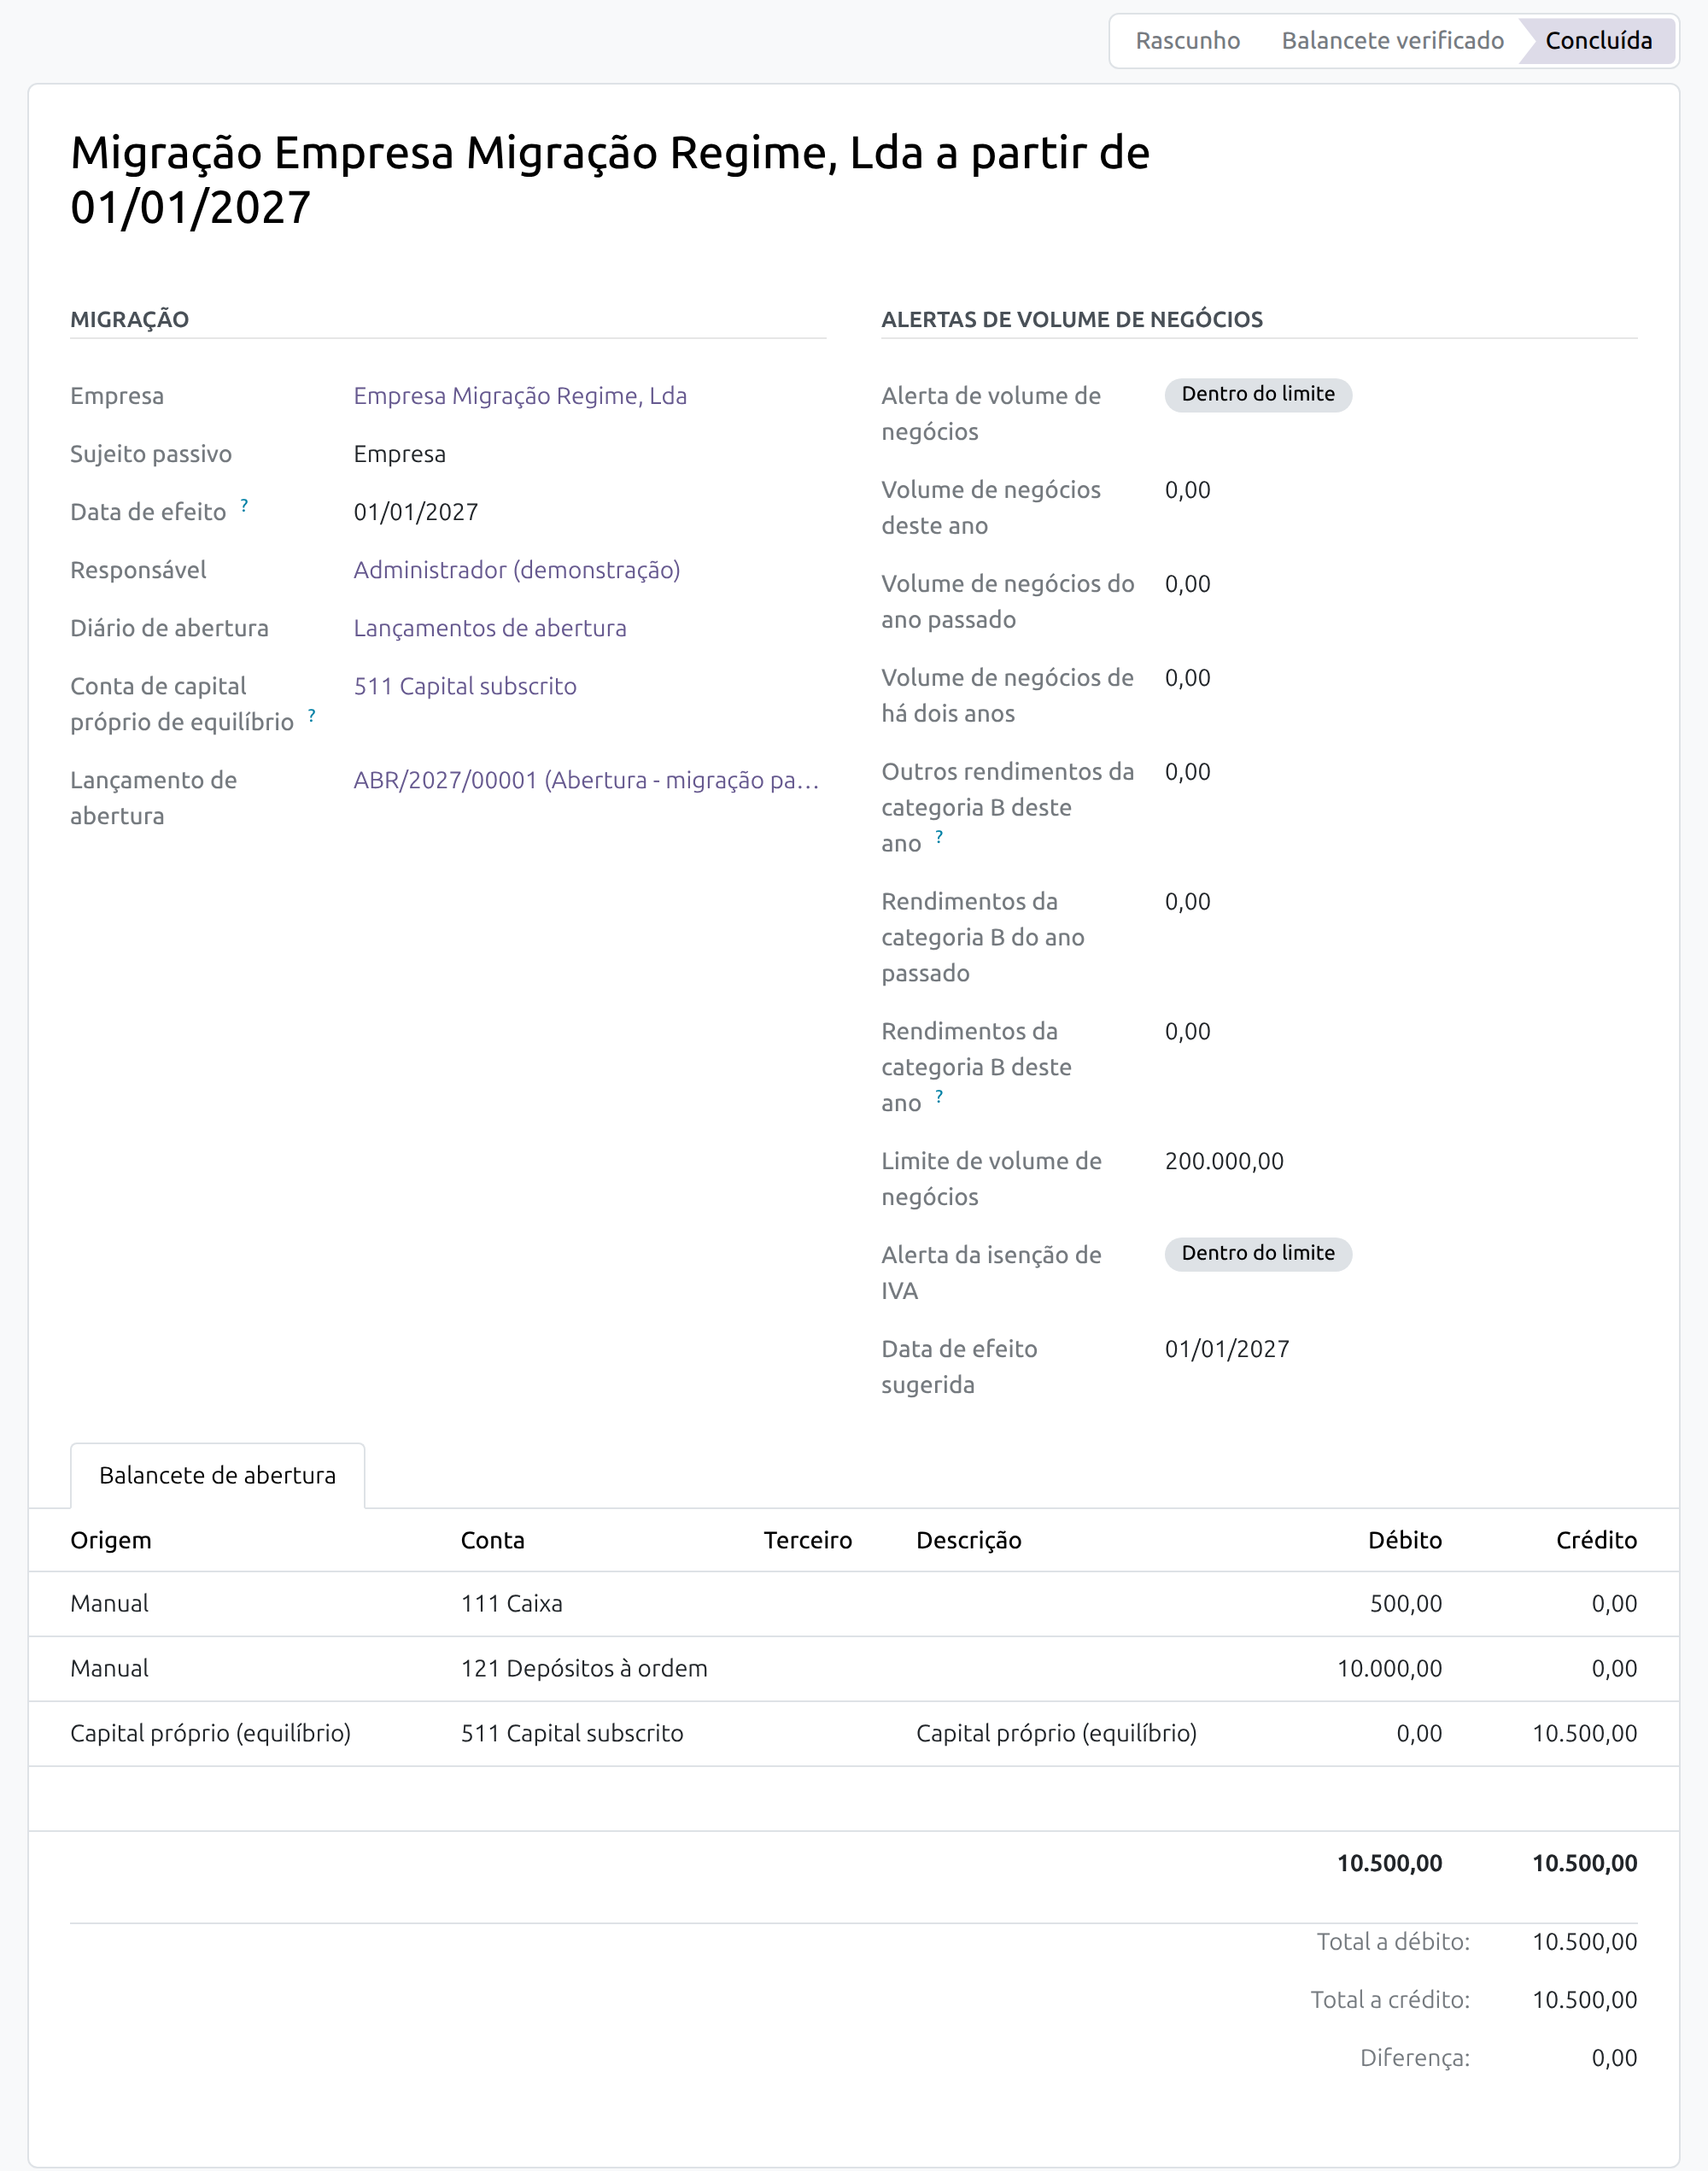 Rascunho
Balancete verificado
Concluída
Migração Empresa Migração Regime, Lda a partir de
01/01/2027
MIGRAÇÃO
Empresa
Empresa Migração Regime, Lda
Sujeito passivo
Empresa
Data de efeito ?
01/01/2027
Responsável
Administrador (demonstração)
Diário de abertura
Lançamentos de abertura
Conta de capital
próprio de equilíbrio ?
511 Capital subscrito
Lançamento de
abertura
ABR/2027/00001 (Abertura - migração pa...
ALERTAS DE VOLUME DE NEGÓCIOS
Alerta de volume de
negócios
Dentro do limite
Volume de negócios
deste ano
0,00
Volume de negócios do
ano passado
0,00
Volume de negócios de
há dois anos
0,00
Outros rendimentos da
categoria B deste
ano ?
0,00
Rendimentos da
categoria B do ano
passado
0,00
Rendimentos da
categoria B deste
ano ?
0,00
Limite de volume de
negócios
200.000,00
Alerta da isenção de
IVA
Dentro do limite
Data de efeito
sugerida
01/01/2027
Balancete de abertura
Origem Conta Terceiro Descrição Débito Crédito
Manual 111 Caixa 500,00 0,00
Manual 121 Depósitos à ordem 10.000,00 0,00
Capital próprio (equilíbrio) 511 Capital subscrito Capital próprio (equilíbrio) 0,00 10.500,00
10.500,00 10.500,00
Total a débito: 10.500,00
Total a crédito: 10.500,00
Diferença: 0,00